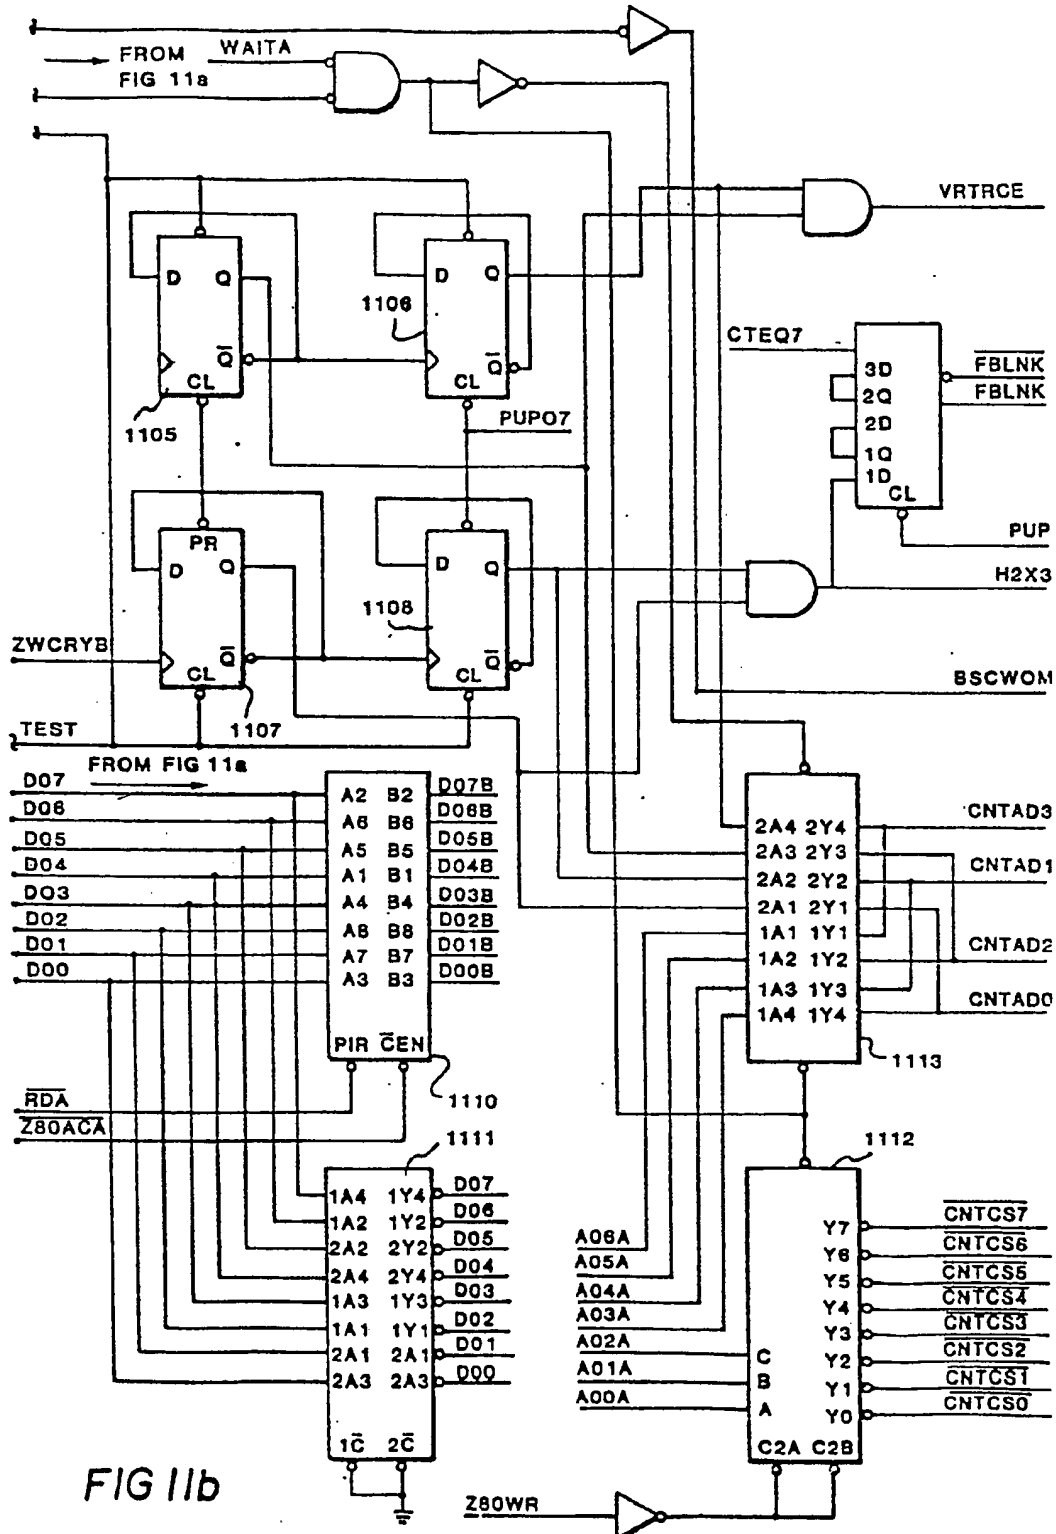 WAITA
FROM
FIG 11a
VRTRCE
D Q
D Q
1106
CTEQ7
3D
FBLNK
Q
Q
2Q
FBLNK
CL
CL
2D
1105
PUPO7
1Q
1D
CL
PR
PUP
D Q
D Q
H2X3
1108
ZWCRYB
Q
Q
CL
CL
BSCWOM
1107
TEST
FROM FIG 11a
D07 A2 B2 D07B
D06 A6 B6 D06B
D05 A5 B5 D05B
D04 A1 B1 D04B
D03 A4 B4 D03B
D02 A8 B8 D02B
D01 A7 B7 D01B
D00 A3 B3 D00B
PIR CEN
RDA
1110
Z80ACA
2A4 2Y4 CNTAD3
2A3 2Y3
2A2 2Y2 CNTAD1
2A1 2Y1
1A1 1Y1
1A2 1Y2 CNTAD2
1A3 1Y3
1A4 1Y4 CNTAD0
1113
1111
1112
1A4 1Y4 D07
1A2 1Y2 D06
2A2 2Y2 D05
2A4 2Y4 D04
1A3 1Y3 D03
1A1 1Y1 D02
2A1 2A1 D01
2A3 2A3 D00
1C 2C
A06A
A05A
A04A
A03A
A02A C
A01A B
A00A A
Y7 CNTCS7
Y6 CNTCS6
Y5 CNTCS5
Y4 CNTCS4
Y3 CNTCS3
Y2 CNTCS2
Y1 CNTCS1
Y0 CNTCS0
C2A C2B
Z80WR
FIG 11b